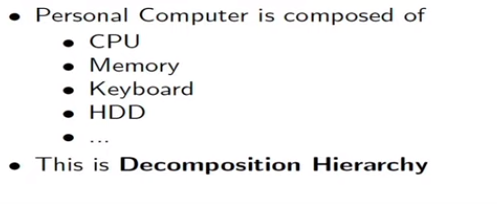 • Personal Computer is composed of
• CPU
• Memory
• Keyboard
• HDD
• ...
• This is Decomposition Hierarchy